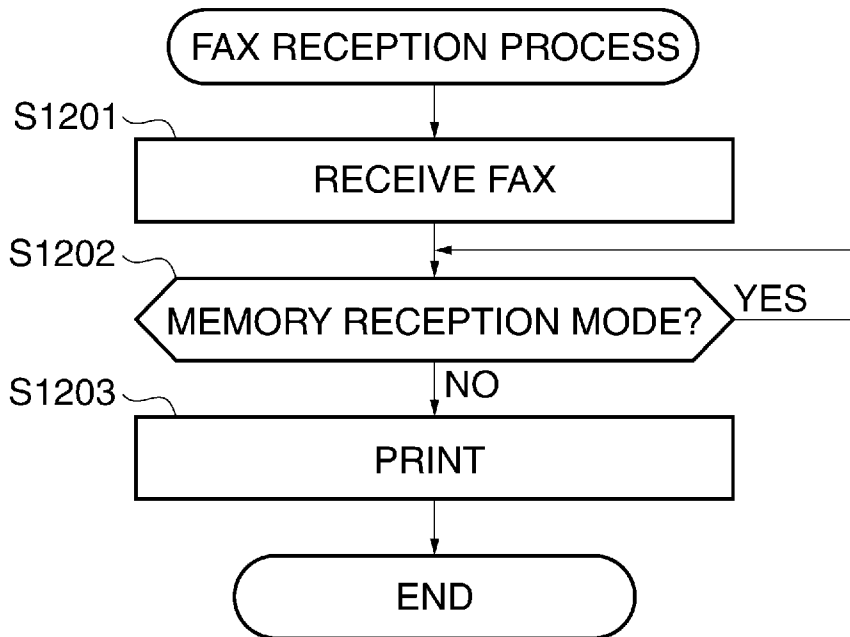 FAX RECEPTION PROCESS
S1201
RECEIVE FAX
S1202
MEMORY RECEPTION MODE?
YES
NO
S1203
PRINT
END